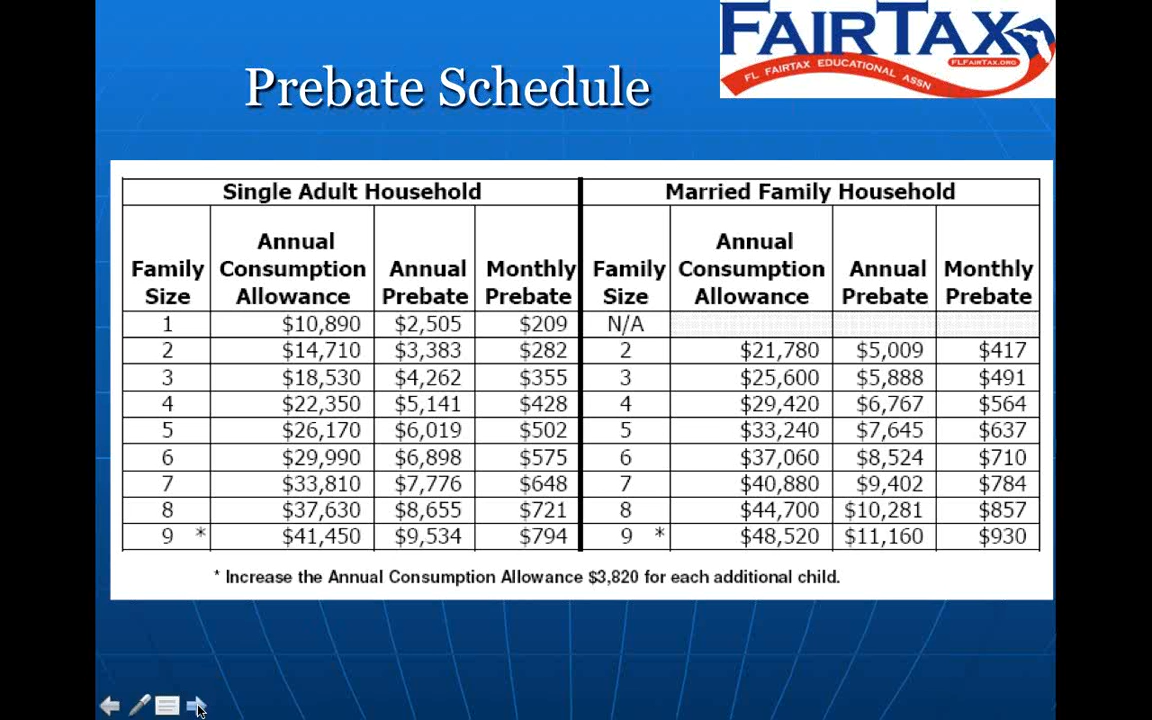 FAIRTAX
FLFAIRTAX.ORG
FL FAIRTAX EDUCATIONAL ASSN
Prebate Schedule
Single Adult Household Married Family Household
Family Size Annual Consumption Allowance Annual Prebate Monthly Prebate Family Size Annual Consumption Allowance Annual Prebate Monthly Prebate
1 $10,890 $2,505 $209 N/A
2 $14,710 $3,383 $282 2 $21,780 $5,009 $417
3 $18,530 $4,262 $355 3 $25,600 $5,888 $491
4 $22,350 $5,141 $428 4 $29,420 $6,767 $564
5 $26,170 $6,019 $502 5 $33,240 $7,645 $637
6 $29,990 $6,898 $575 6 $37,060 $8,524 $710
7 $33,810 $7,776 $648 7 $40,880 $9,402 $784
8 $37,630 $8,655 $721 8 $44,700 $10,281 $857
9 * $41,450 $9,534 $794 9 * $48,520 $11,160 $930
* Increase the Annual Consumption Allowance $3,820 for each additional child.